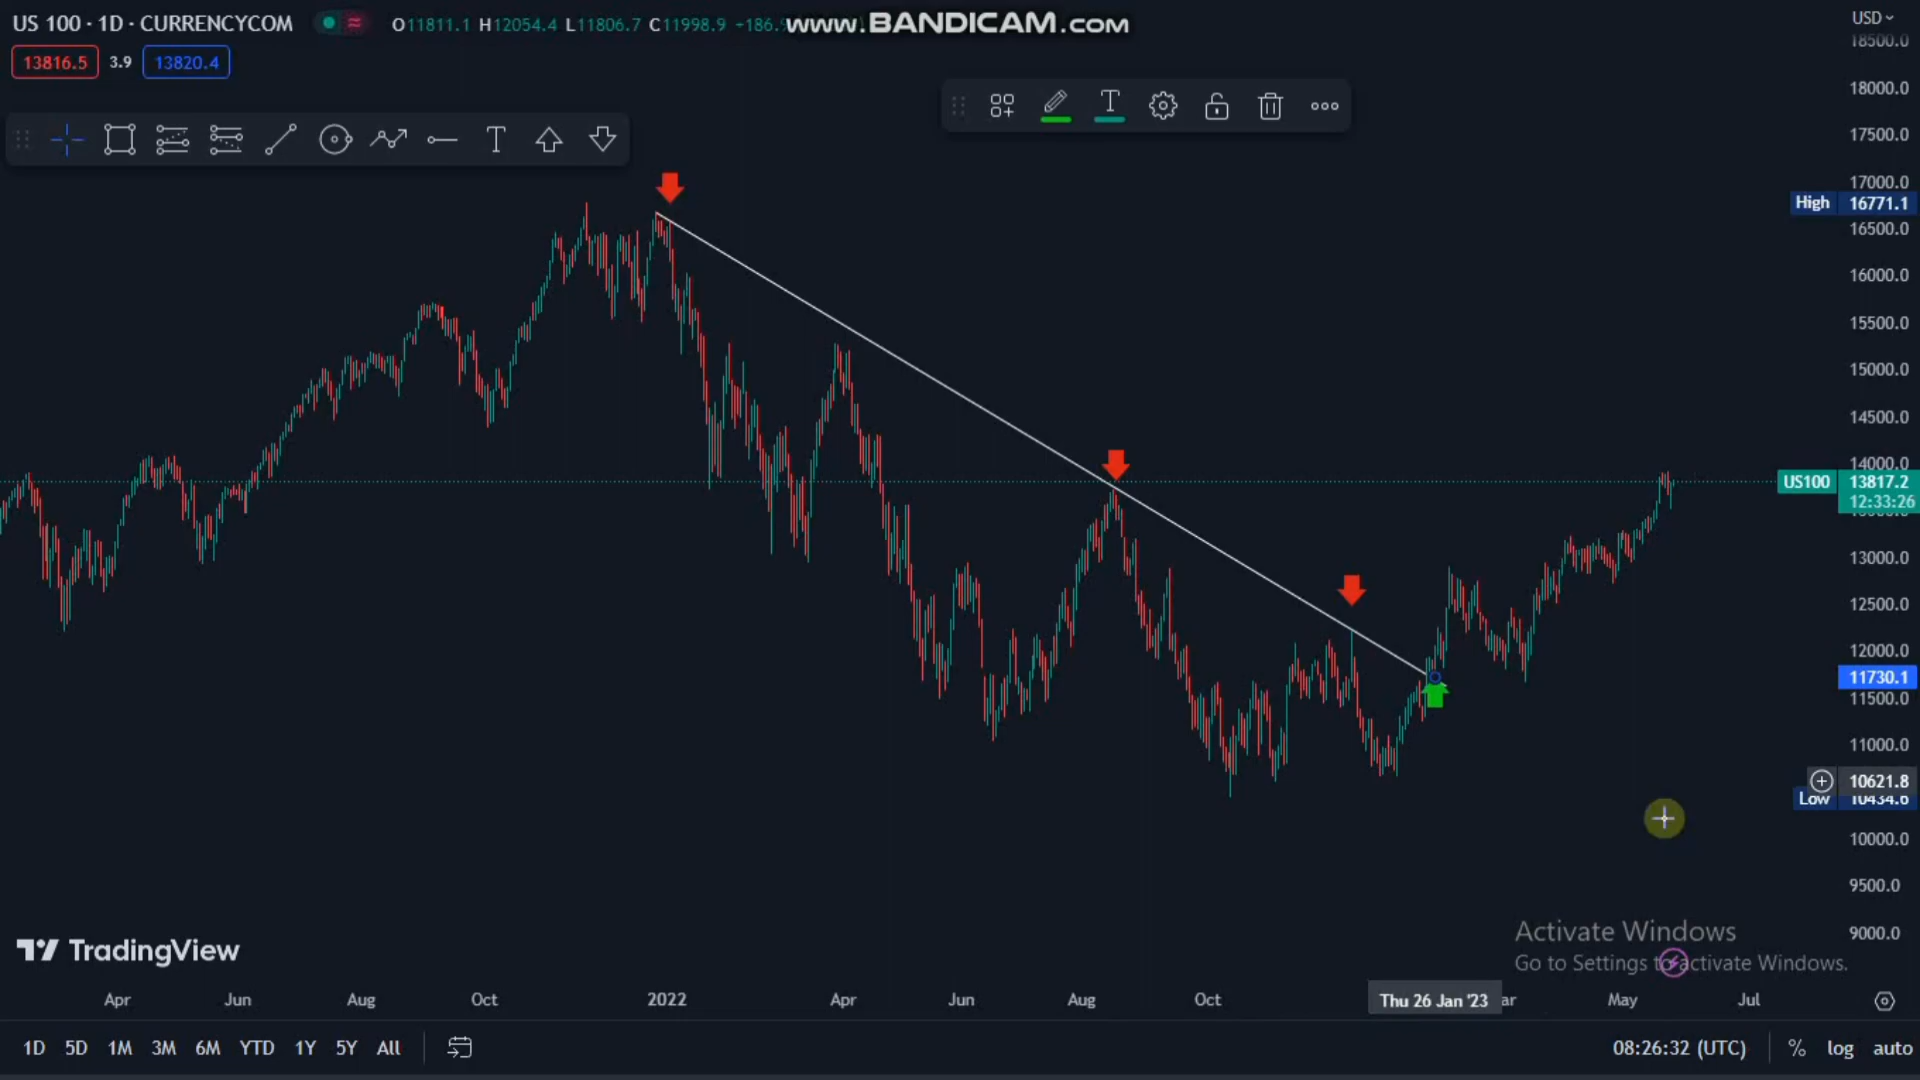 US 100 · 1D · CURRENCYCOM
O11811.1 H12054.4 L11806.7 C11998.9 +186.9
www.BANDICAM.com
USD
18500.0
13816.5 3.9 13820.4
18000.0
17500.0
17000.0
High 16771.1
16500.0
16000.0
15500.0
15000.0
14500.0
14000.0
US100 13817.2
12:33:26
13000.0
12500.0
12000.0
11730.1
11500.0
11000.0
10621.8
Low 10434.6
10000.0
9500.0
9000.0
Activate Windows
Go to Settings to activate Windows.
TradingView
Apr Jun Aug Oct 2022 Apr Jun Aug Oct Thu 26 Jan '23 ar May Jul
1D 5D 1M 3M 6M YTD 1Y 5Y All
08:26:32 (UTC) % log auto